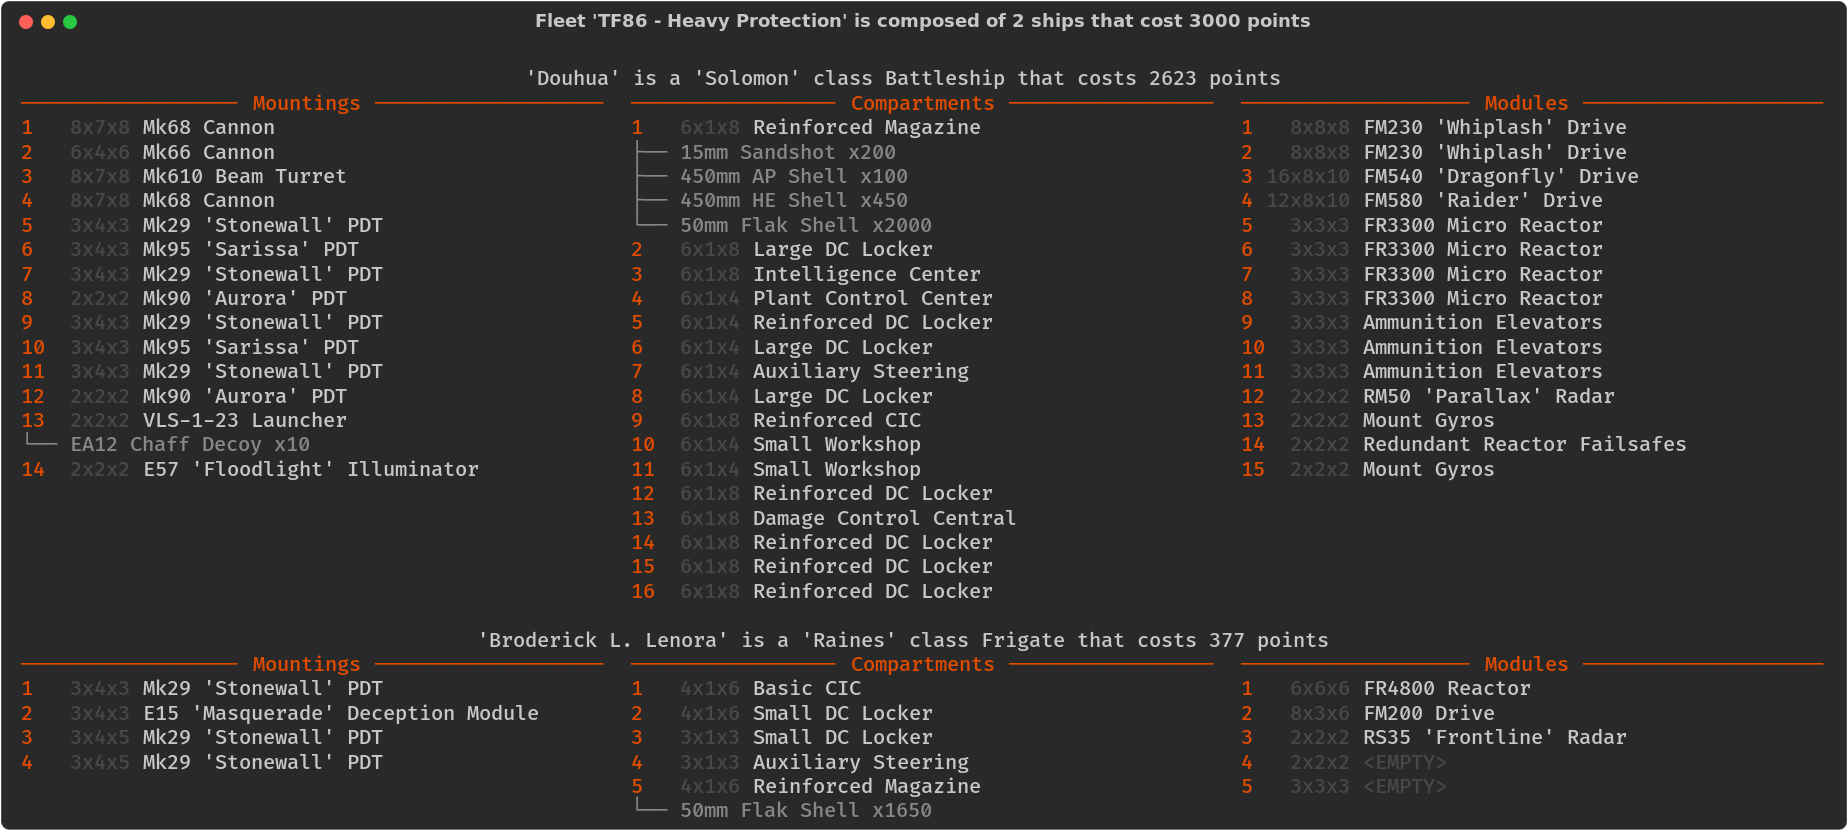 Fleet 'TF86 - Heavy Protection' is composed of 2 ships that cost 3000 points
'Douhua' is a 'Solomon' class Battleship that costs 2623 points
Mountings
1 8x7x8 Mk68 Cannon
2 6x4x6 Mk66 Cannon
3 8x7x8 Mk610 Beam Turret
4 8x7x8 Mk68 Cannon
5 3x4x3 Mk29 'Stonewall' PDT
6 3x4x3 Mk95 'Sarissa' PDT
7 3x4x3 Mk29 'Stonewall' PDT
8 2x2x2 Mk90 'Aurora' PDT
9 3x4x3 Mk29 'Stonewall' PDT
10 3x4x3 Mk95 'Sarissa' PDT
11 3x4x3 Mk29 'Stonewall' PDT
12 2x2x2 Mk90 'Aurora' PDT
13 2x2x2 VLS-1-23 Launcher
EA12 Chaff Decoy x10
14 2x2x2 E57 'Floodlight' Illuminator
Compartments
1 6x1x8 Reinforced Magazine
15mm Sandshot x200
450mm AP Shell x100
450mm HE Shell x450
50mm Flak Shell x2000
2 6x1x8 Large DC Locker
3 6x1x8 Intelligence Center
4 6x1x4 Plant Control Center
5 6x1x4 Reinforced DC Locker
6 6x1x4 Large DC Locker
7 6x1x4 Auxiliary Steering
8 6x1x4 Large DC Locker
9 6x1x8 Reinforced CIC
10 6x1x4 Small Workshop
11 6x1x4 Small Workshop
12 6x1x8 Reinforced DC Locker
13 6x1x8 Damage Control Central
14 6x1x8 Reinforced DC Locker
15 6x1x8 Reinforced DC Locker
16 6x1x8 Reinforced DC Locker
Modules
1 8x8x8 FM230 'Whiplash' Drive
2 8x8x8 FM230 'Whiplash' Drive
3 16x8x10 FM540 'Dragonfly' Drive
4 12x8x10 FM580 'Raider' Drive
5 3x3x3 FR3300 Micro Reactor
6 3x3x3 FR3300 Micro Reactor
7 3x3x3 FR3300 Micro Reactor
8 3x3x3 FR3300 Micro Reactor
9 3x3x3 Ammunition Elevators
10 3x3x3 Ammunition Elevators
11 3x3x3 Ammunition Elevators
12 2x2x2 RM50 'Parallax' Radar
13 2x2x2 Mount Gyros
14 2x2x2 Redundant Reactor Failsafes
15 2x2x2 Mount Gyros
'Broderick L. Lenora' is a 'Raines' class Frigate that costs 377 points
Mountings
1 3x4x3 Mk29 'Stonewall' PDT
2 3x4x3 E15 'Masquerade' Deception Module
3 3x4x5 Mk29 'Stonewall' PDT
4 3x4x5 Mk29 'Stonewall' PDT
Compartments
1 4x1x6 Basic CIC
2 4x1x6 Small DC Locker
3 3x1x3 Small DC Locker
4 3x1x3 Auxiliary Steering
5 4x1x6 Reinforced Magazine
50mm Flak Shell x1650
Modules
1 6x6x6 FR4800 Reactor
2 8x3x6 FM200 Drive
3 2x2x2 RS35 'Frontline' Radar
4 2x2x2 <EMPTY>
5 3x3x3 <EMPTY>